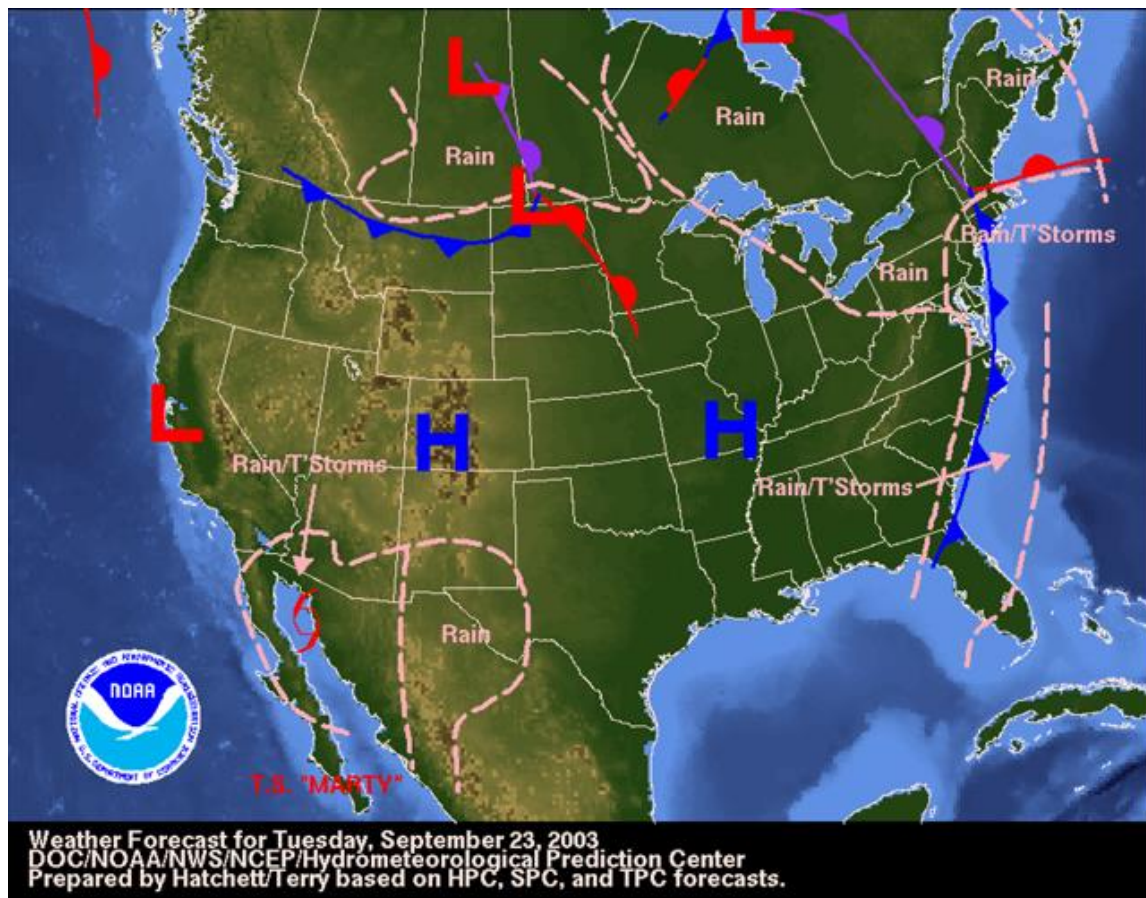 L
L
Rain
Rain
Rain
L
Rain/T'Storms
Rain
L
H
H
Rain/T'Storms
Rain/T'Storms
Rain
NOAA
T.S. "MARTY"
Weather Forecast for Tuesday, September 23, 2003
DOC/NOAA/NWS/NCEP/Hydrometeorological Prediction Center
Prepared by Hatchett/Terry based on HPC, SPC, and TPC forecasts.